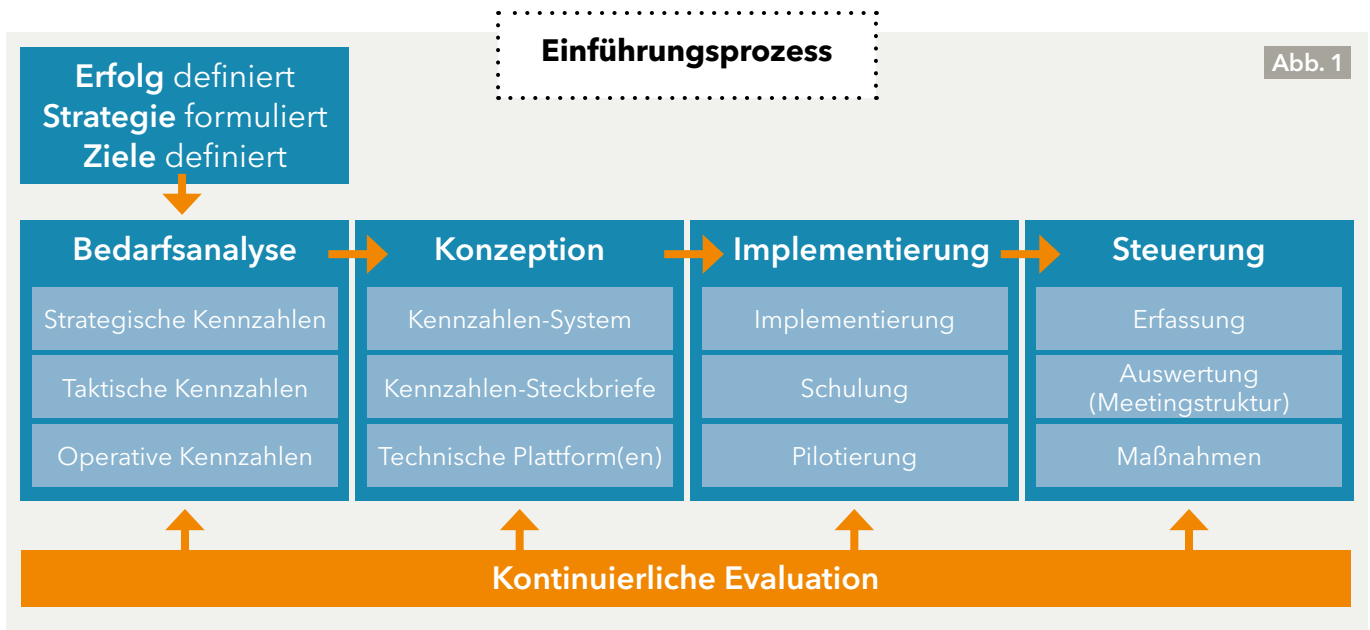 Einführungsprozess
Abb. 1
Erfolg definiert
Strategie formuliert
Ziele definiert
Bedarfsanalyse
Strategische Kennzahlen
Taktische Kennzahlen
Operative Kennzahlen
Konzeption
Kennzahlen-System
Kennzahlen-Steckbriefe
Technische Plattform(en)
Implementierung
Implementierung
Schulung
Pilotierung
Steuerung
Erfassung
Auswertung
(Meetingstruktur)
Maßnahmen
Kontinuierliche Evaluation